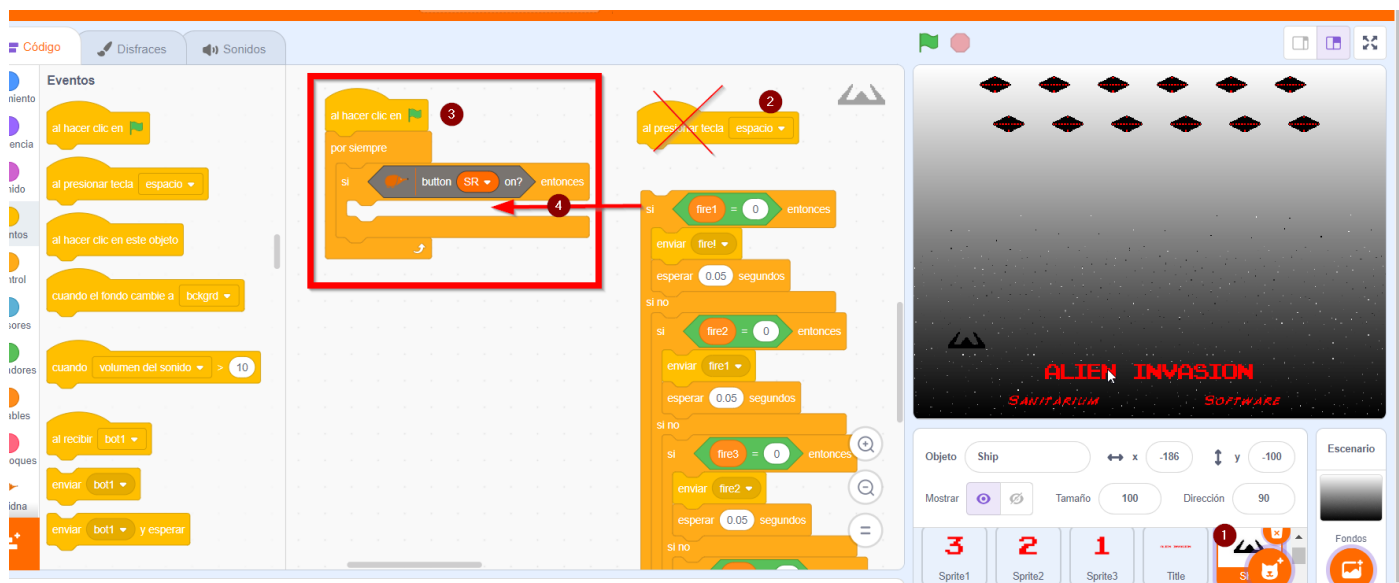 Código
Disfraces
Sonidos
Eventos
al hacer clic en
al presionar tecla espacio
al hacer clic en este objeto
cuando el fondo cambie a bckgrd
cuando volumen del sonido > 10
al recibir bot1
enviar bot1
enviar bot1 y esperar
al hacer clic en
3
por siempre
si button SR on? entonces
4
al presionar tecla espacio
2
si fire1 = 0 entonces
enviar fire!
esperar 0.05 segundos
si no
si fire2 = 0 entonces
enviar fire1
esperar 0.05 segundos
si no
si fire3 = 0 entonces
enviar fire2
esperar 0.05 segundos
si no
ALIEN INVASION
SANITARIUM SOFTWARE
Objeto Ship x -186 y -100
Mostrar Tamaño 100 Dirección 90
Escenario
Fondos
3
Sprite1
2
Sprite2
1
Sprite3
Title
1